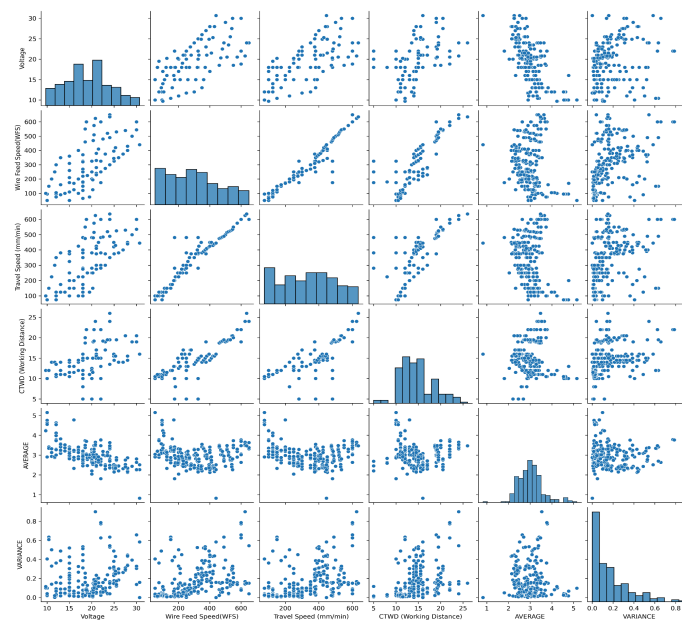 Voltage
30
25
20
15
10
Wire Feed Speed(WFS)
600
500
400
300
200
100
Travel Speed (mm/min)
600
500
400
300
200
100
CTWD (Working Distance)
25
20
15
10
5
AVERAGE
5
4
3
2
1
VARIANCE
0.8
0.6
0.4
0.2
0.0
10 15 20 25 30
200 400 600
200 400 600
5 10 15 20 25
1 2 3 4 5
0.0 0.2 0.4 0.6 0.8
Voltage Wire Feed Speed(WFS) Travel Speed (mm/min) CTWD (Working Distance) AVERAGE VARIANCE